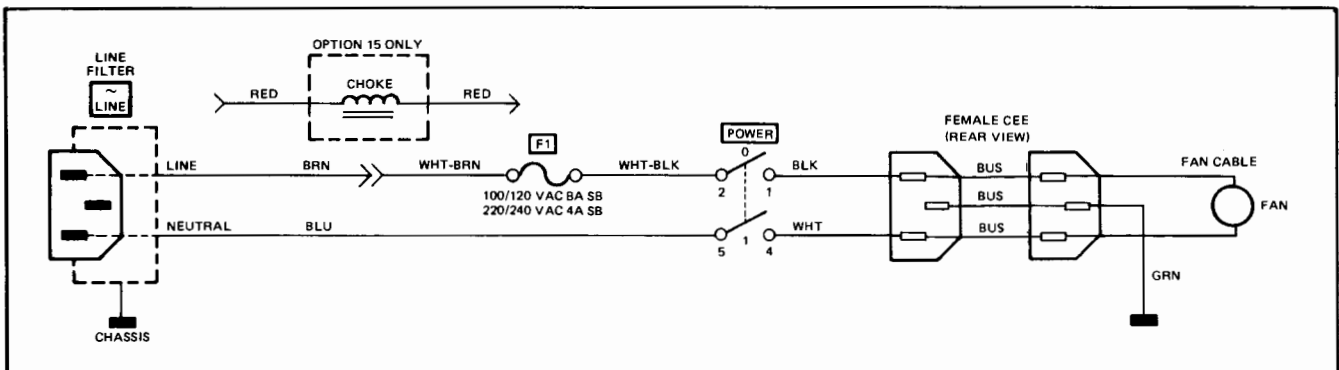 OPTION 15 ONLY
LINE
FILTER
~
LINE
CHOKE
RED
RED
FEMALE CEE
(REAR VIEW)
POWER
F1
0
LINE
BRN
WHT-BRN
WHT-BLK
BLK
BUS
FAN CABLE
2
1
100/120 VAC 8A SB
220/240 VAC 4A SB
BUS
FAN
NEUTRAL
BLU
WHT
BUS
5
1
4
GRN
CHASSIS